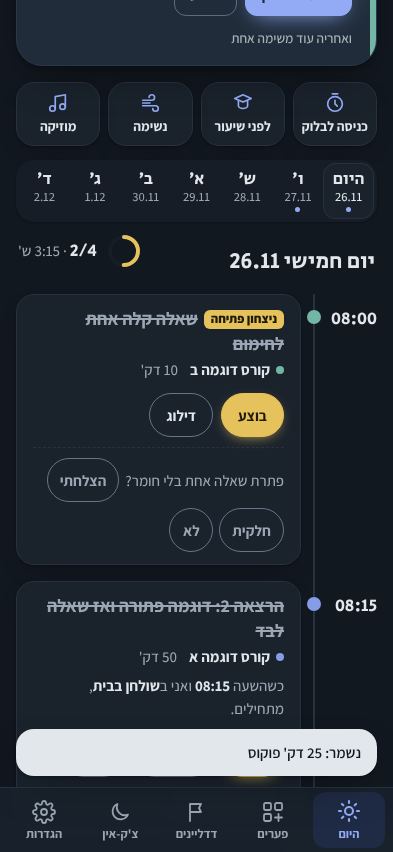 ואחריה עוד משימה אחת
כניסה לבלוק
לפני שיעור
נשימה
מוזיקה
היום
26.11
ו׳
27.11
ש׳
28.11
א׳
29.11
ב׳
30.11
ג׳
1.12
ד׳
2.12
יום חמישי 26.11
2/4 · 3:15 ש'
08:00
ניצחון פתיחה שאלה קלה אחת
לחימום
קורס דוגמה ב 10 דק'
בוצע
דילוג
פתרת שאלה אחת בלי חומר? הצלחתי
חלקית
לא
08:15
הרצאה 2: דוגמה פתורה ואז שאלה
לבד
קורס דוגמה א 50 דק'
כשהשעה 08:15 ואני בשולחן בבית,
מתחילים.
נשמר: 25 דק' פוקוס
היום
פערים
דדליינים
צ'ק-אין
הגדרות